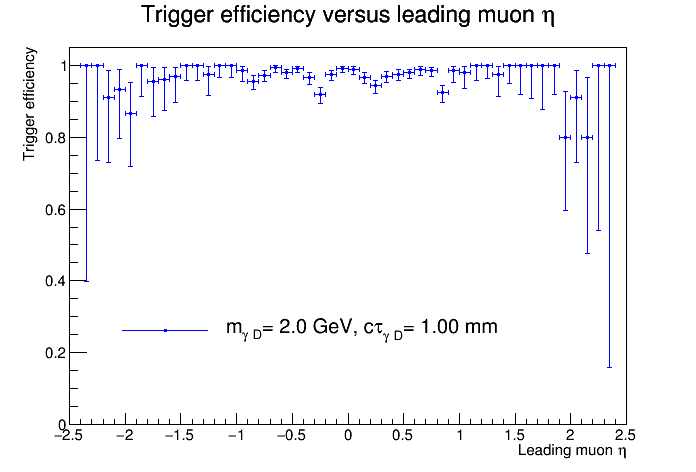 Trigger efficiency versus leading muon η
Trigger efficiency
1
0.8
0.6
0.4
0.2
0
m_γ D= 2.0 GeV, cτ_γ D= 1.00 mm
−2.5 −2 −1.5 −1 −0.5 0 0.5 1 1.5 2 2.5
Leading muon η